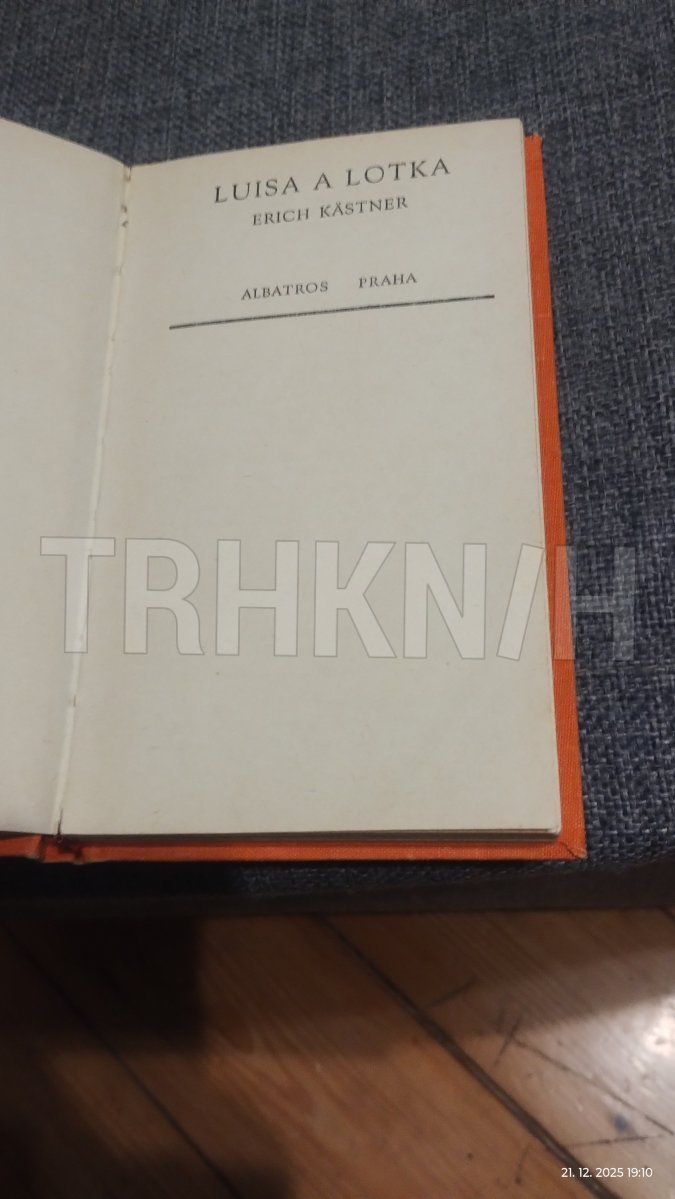 LUISA A LOTKA
ERICH KÄSTNER
ALBATROS PRAHA
TRHKNIH
21. 12. 2025 19:10